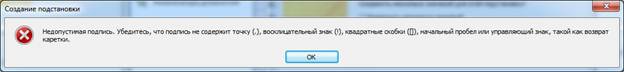 Создание подстановки
Недопустимая подпись. Убедитесь, что подпись не содержит точку (.), восклицательный знак (!), квадратные скобки ([]), начальный пробел или управляющий знак, такой как возврат
каретки.
ОК